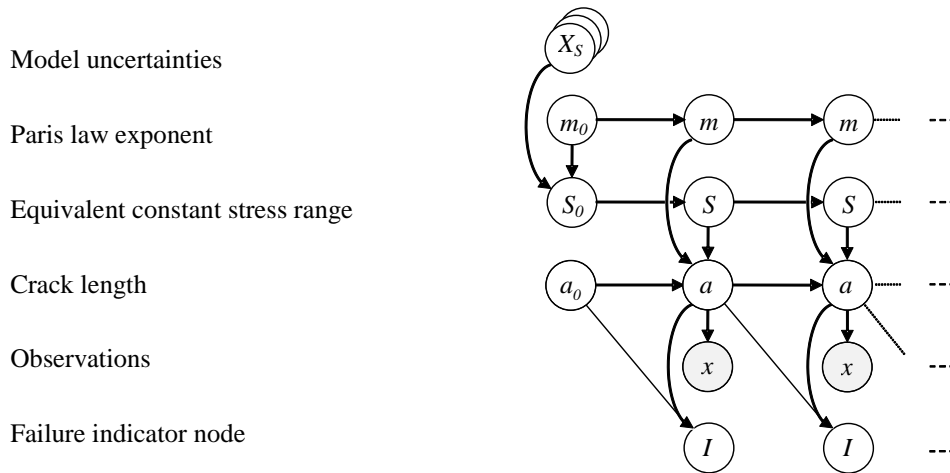 Model uncertainties X_S
Paris law exponent m_0 m m
Equivalent constant stress range S_0 S S
Crack length a_0 a a
Observations x x
Failure indicator node I I